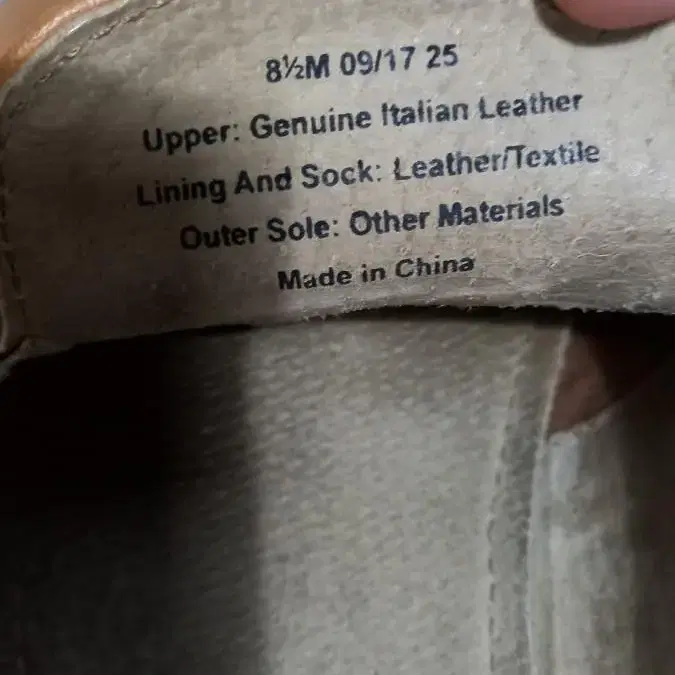 8½M 09/17 25
Upper: Genuine Italian Leather
Lining And Sock: Leather/Textile
Outer Sole: Other Materials
Made in China